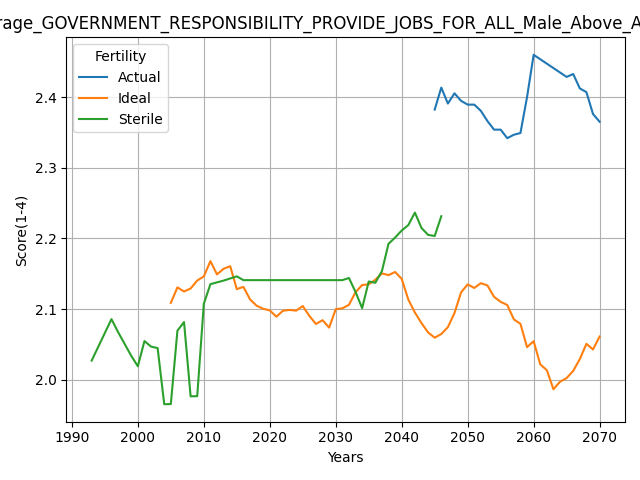 rage_GOVERNMENT_RESPONSIBILITY_PROVIDE_JOBS_FOR_ALL_Male_Above_A
Fertility
Actual
Ideal
Sterile
Score(1-4)
2.4
2.3
2.2
2.1
2.0
1990 2000 2010 2020 2030 2040 2050 2060 2070
Years